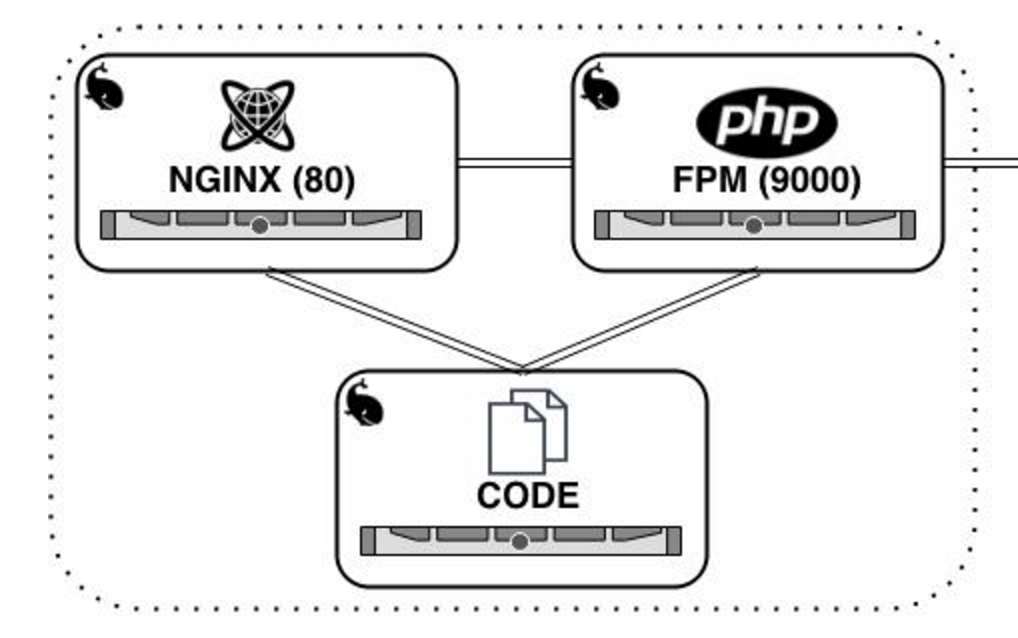 NGINX (80)
php
FPM (9000)
CODE